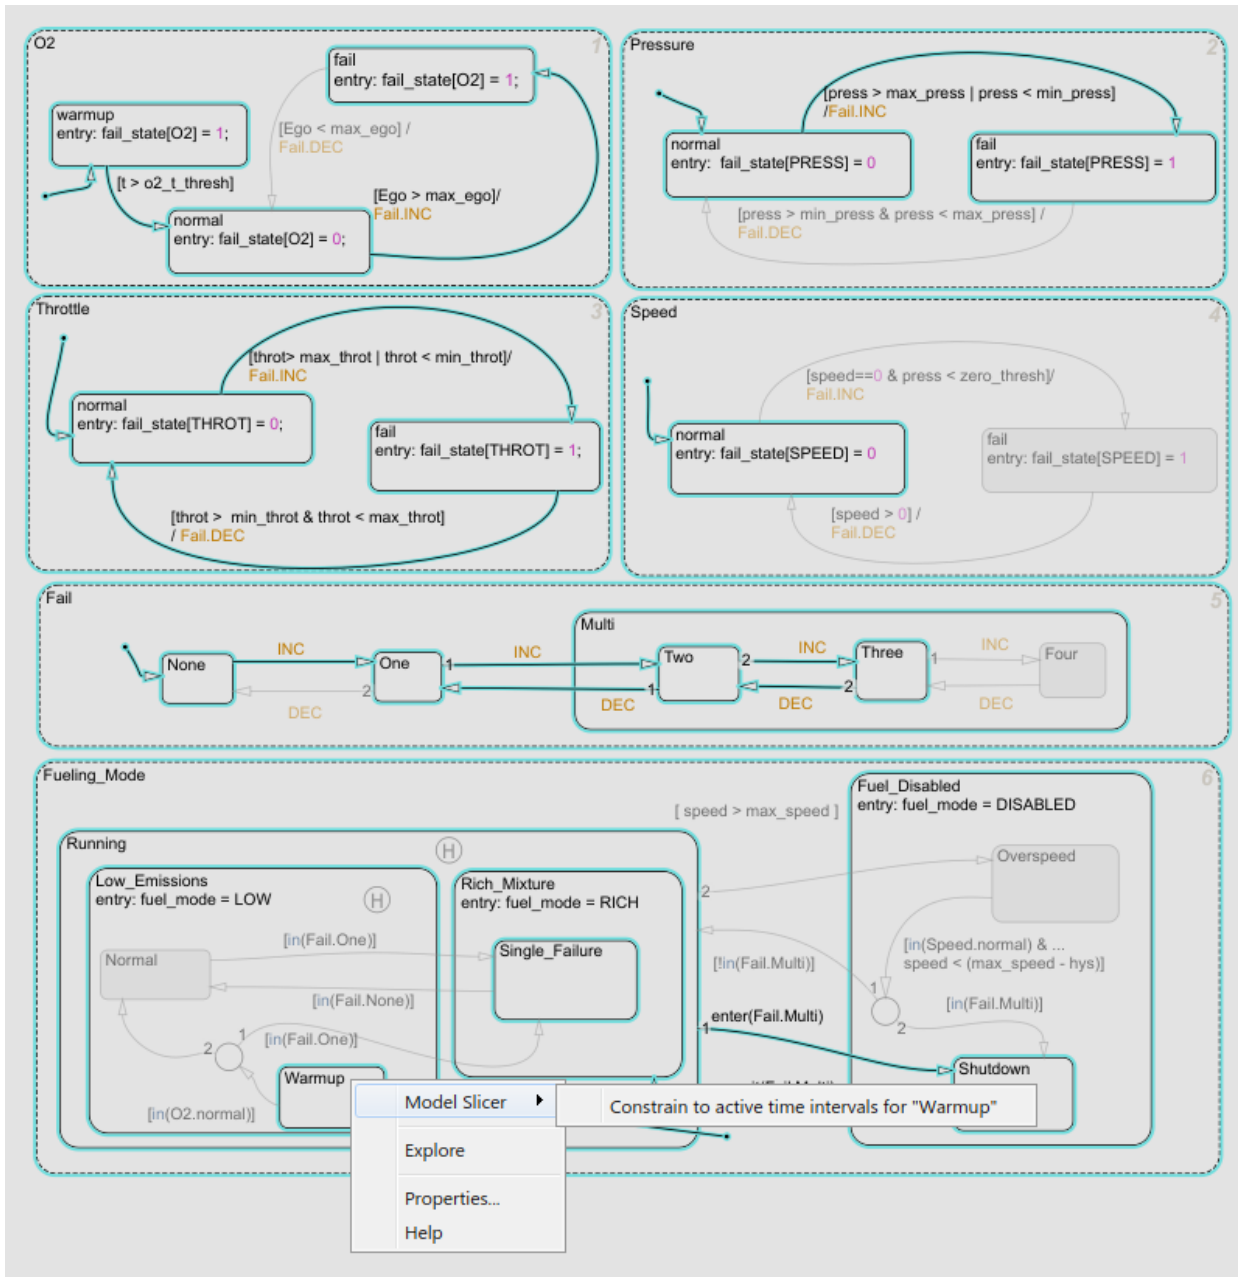 O2
1
fail
entry: fail_state[O2] = 1;
warmup
entry: fail_state[O2] = 1;
[Ego < max_ego] /
Fail.DEC
[t > o2_t_thresh]
[Ego > max_ego]/
Fail.INC
normal
entry: fail_state[O2] = 0;
Pressure
2
[press > max_press | press < min_press]
/Fail.INC
normal
entry: fail_state[PRESS] = 0
fail
entry: fail_state[PRESS] = 1
[press > min_press & press < max_press] /
Fail.DEC
Throttle
3
[throt> max_throt | throt < min_throt]/
Fail.INC
normal
entry: fail_state[THROT] = 0;
fail
entry: fail_state[THROT] = 1;
[throt > min_throt & throt < max_throt]
/ Fail.DEC
Speed
4
[speed==0 & press < zero_thresh]/
Fail.INC
normal
entry: fail_state[SPEED] = 0
fail
entry: fail_state[SPEED] = 1
[speed > 0] /
Fail.DEC
Fail
5
Multi
None
INC
One
1
INC
Two
2
INC
Three
1
INC
Four
2
DEC
1
DEC
2
DEC
DEC
Fueling_Mode
6
Fuel_Disabled
entry: fuel_mode = DISABLED
[ speed > max_speed ]
Running
H
Overspeed
Low_Emissions
entry: fuel_mode = LOW
H
Rich_Mixture
entry: fuel_mode = RICH
2
[in(Fail.One)]
Single_Failure
Normal
[in(Speed.normal) & ...
speed < (max_speed - hys)]
[!in(Fail.Multi)]
[in(Fail.None)]
1
[in(Fail.Multi)]
enter(Fail.Multi)
1
2
1
[in(Fail.One)]
2
Shutdown
Warmup
[in(O2.normal)]
Model Slicer
Constrain to active time intervals for "Warmup"
Explore
Properties...
Help